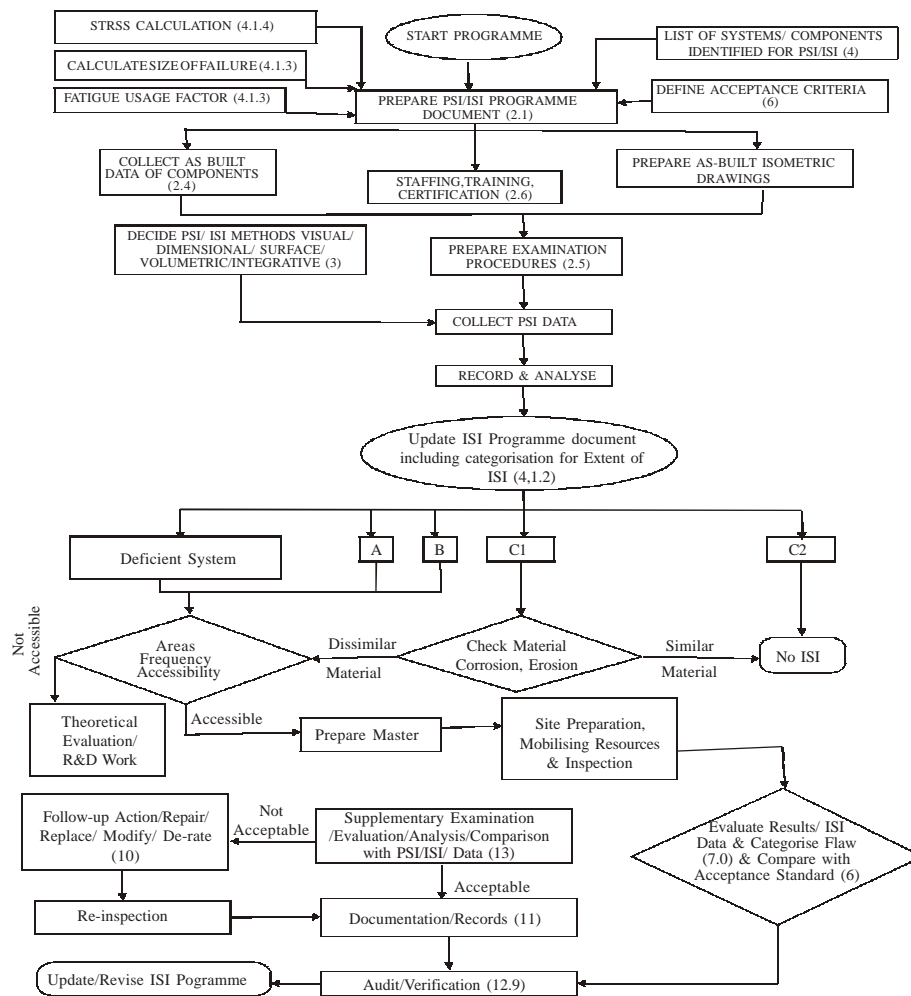 STRSS CALCULATION (4.1.4)
START PROGRAMME
LIST OF SYSTEMS/ COMPONENTS
IDENTIFIED FOR PSI/ISI (4)
CALCULATE SIZE OF FAILURE (4.1.3)
FATIGUE USAGE FACTOR (4.1.3)
PREPARE PSI/ISI PROGRAMME
DOCUMENT (2.1)
DEFINE ACCEPTANCE CRITERIA
(6)
COLLECT AS BUILT
DATA OF COMPONENTS
(2.4)
STAFFING,TRAINING,
CERTIFICATION (2.6)
PREPARE AS-BUILT ISOMETRIC
DRAWINGS
DECIDE PSI/ ISI METHODS VISUAL/
DIMENSIONAL/ SURFACE/
VOLUMETRIC/INTEGRATIVE (3)
PREPARE EXAMINATION
PROCEDURES (2.5)
COLLECT PSI DATA
RECORD & ANALYSE
Update ISI Programme document
including categorisation for Extent of
ISI (4,1.2)
Deficient System
A
B
C1
C2
Not
Accessible
Areas
Frequency
Accessibility
Dissimilar
Material
Check Material
Corrosion, Erosion
Similar
Material
No ISI
Theoretical
Evaluation/
R&D Work
Accessible
Prepare Master
Site Preparation,
Mobilising Resources
& Inspection
Follow-up Action/Repair/
Replace/ Modify/ De-rate
(10)
Not
Acceptable
Supplementary Examination
/Evaluation/Analysis/Comparison
with PSI/ISI/ Data (13)
Evaluate Results/ ISI
Data & Categorise Flaw
(7.0) & Compare with
Acceptance Standard (6)
Acceptable
Re-inspection
Documentation/Records (11)
Update/Revise ISI Pogramme
Audit/Verification (12.9)